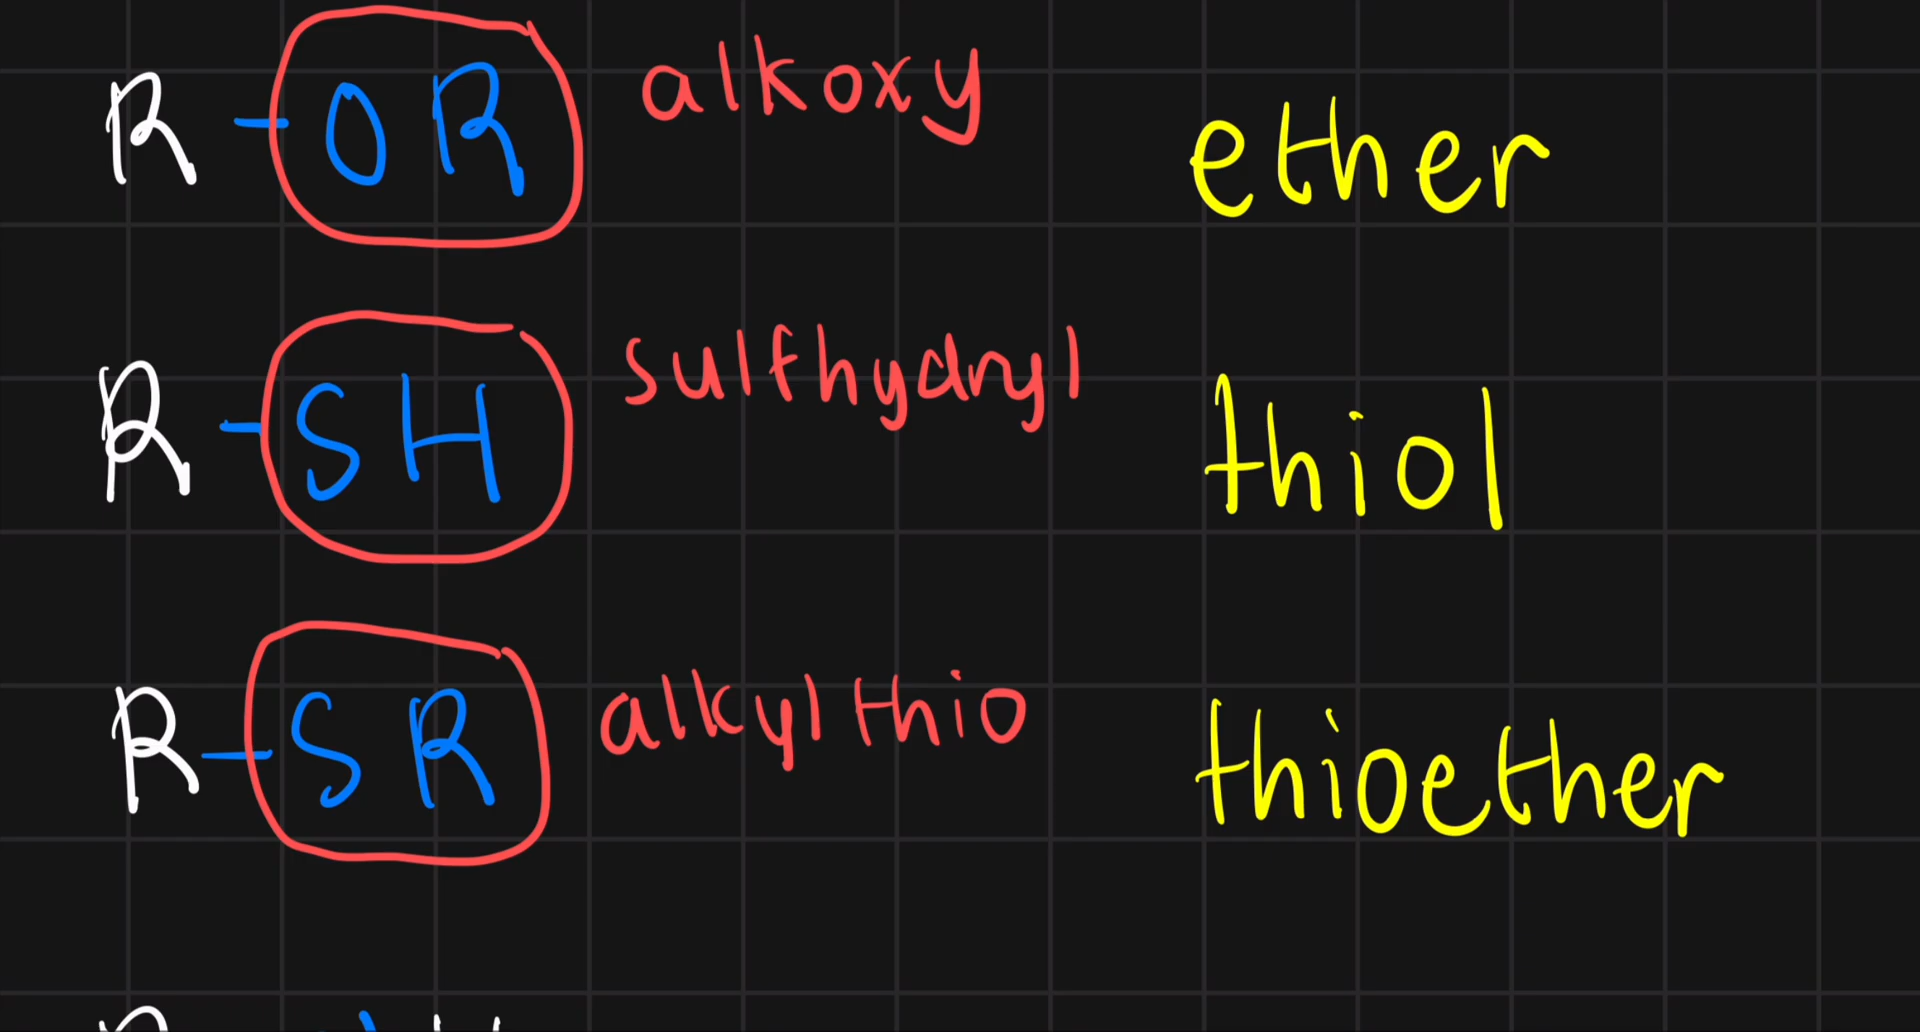 R-OR alkoxy ether
R-SH sulfhydryl thiol
R-SR alkylthio thioether